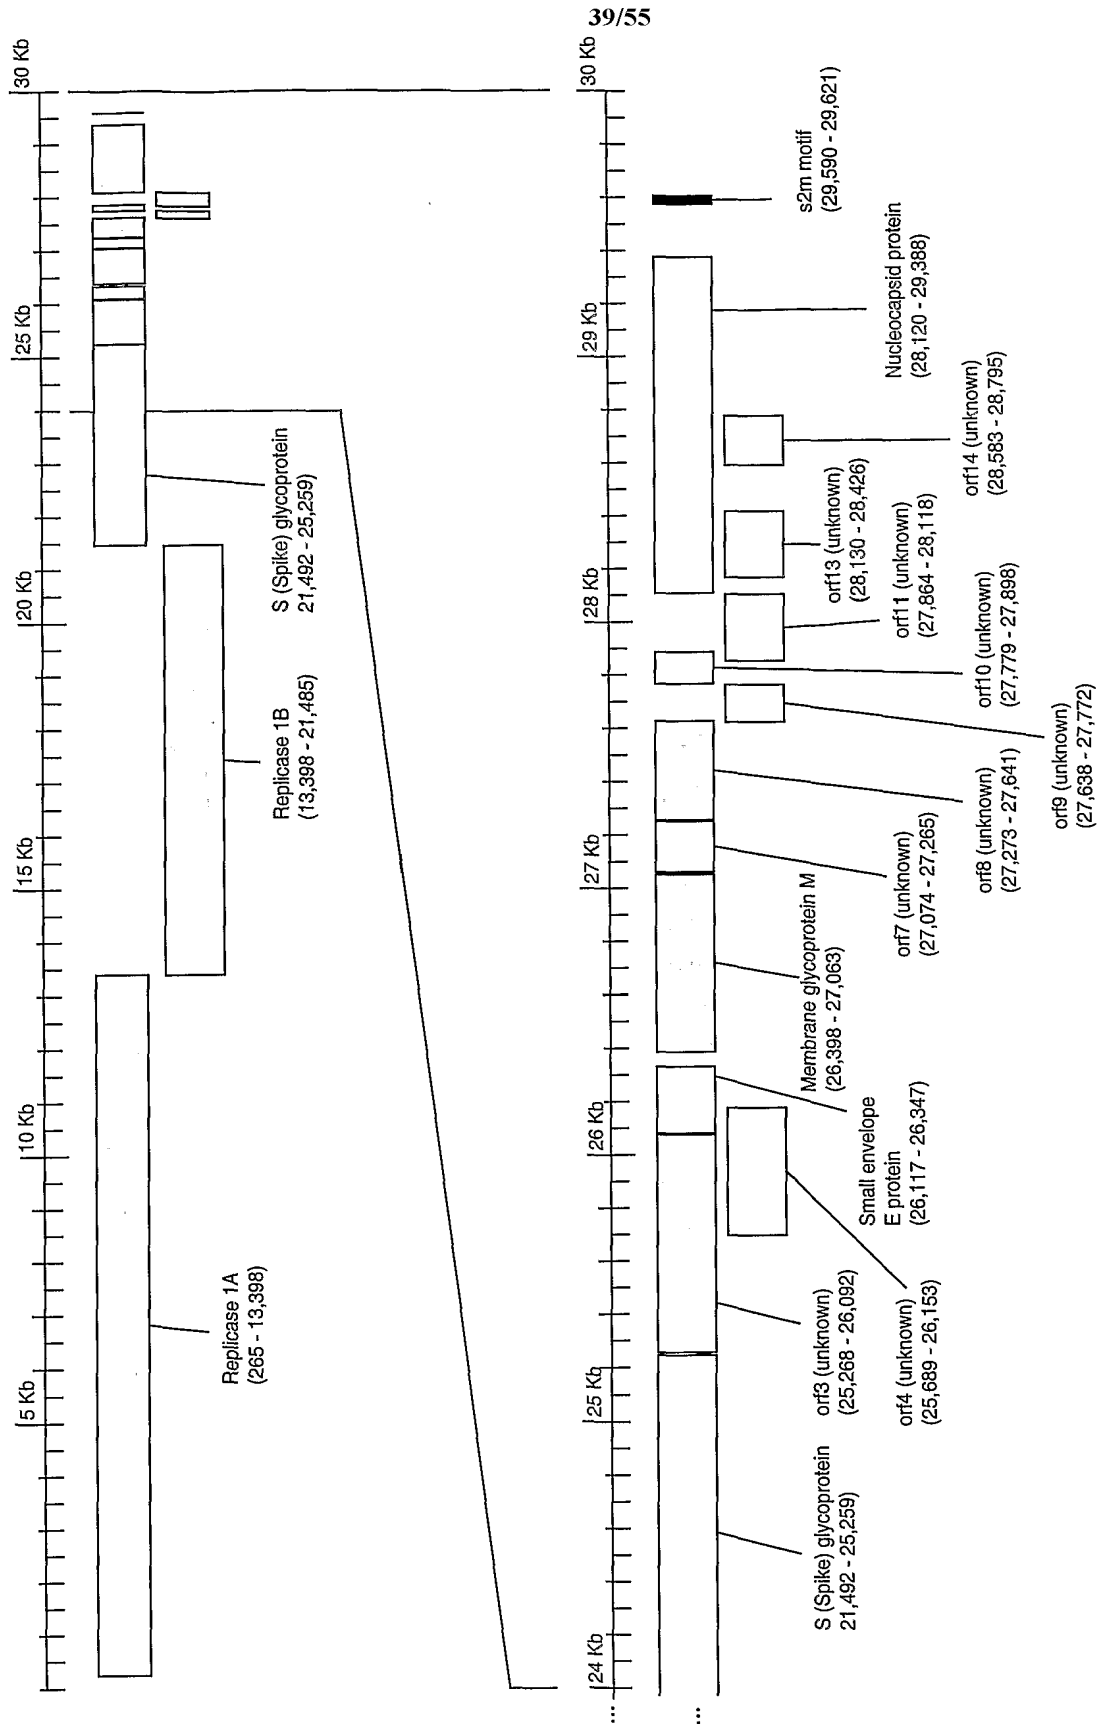 39/55
5 Kb
10 Kb
15 Kb
20 Kb
25 Kb
30 Kb
Replicase 1A
(265 - 13,398)
Replicase 1B
(13,398 - 21,485)
S (Spike) glycoprotein
21,492 - 25,259)
24 Kb
25 Kb
26 Kb
27 Kb
28 Kb
29 Kb
30 Kb
...
...
S (Spike) glycoprotein
21,492 - 25,259)
orf3 (unknown)
(25,268 - 26,092)
orf4 (unknown)
(25,689 - 26,153)
Small envelope
E protein
(26,117 - 26,347)
Membrane glycoprotein M
(26,398 - 27,063)
orf7 (unknown)
(27,074 - 27,265)
orf8 (unknown)
(27,273 - 27,641)
orf9 (unknown)
(27,638 - 27,772)
orf10 (unknown)
(27,779 - 27,898)
orf11 (unknown)
(27,864 - 28,118)
orf13 (unknown)
(28,130 - 28,426)
orf14 (unknown)
(28,583 - 28,795)
Nucleocapsid protein
(28,120 - 29,388)
s2m motif
(29,590 - 29,621)